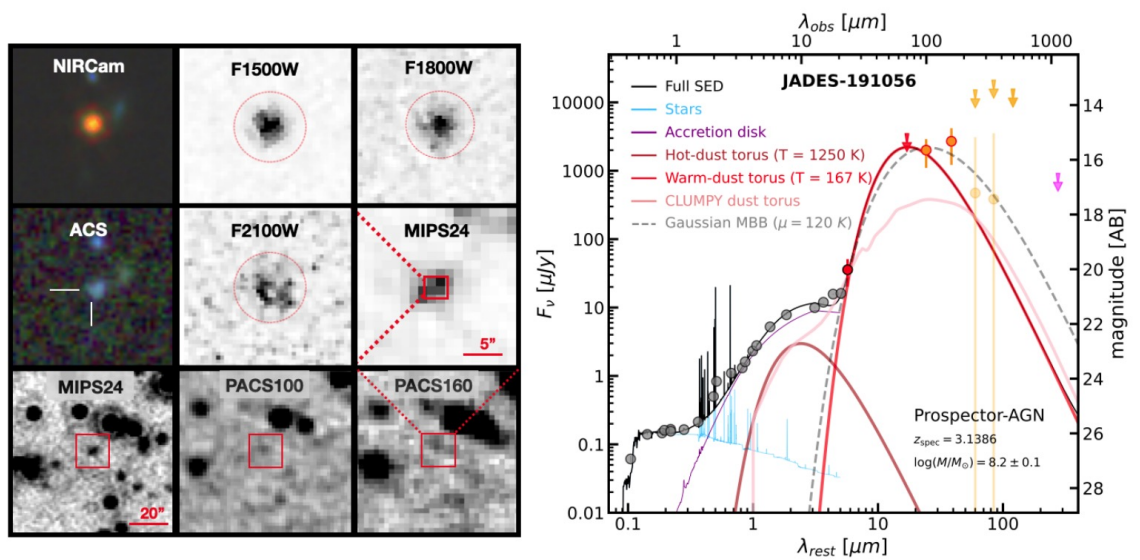 NIRCam
F1500W
F1800W
ACS
F2100W
MIPS24
5”
MIPS24
PACS100
PACS160
20”
λobs [μm]
1
10
100
1000
JADES-191056
Full SED
Stars
Accretion disk
Hot-dust torus (T = 1250 K)
Warm-dust torus (T = 167 K)
CLUMPY dust torus
Gaussian MBB (μ = 120 K)
Fν [μJy]
10000
1000
100
10
1
0.1
0.01
magnitude [AB]
14
16
18
20
22
24
26
28
Prospector-AGN
zspec = 3.1386
log(M/M⊙) = 8.2 ± 0.1
0.1
1
10
100
λrest [μm]